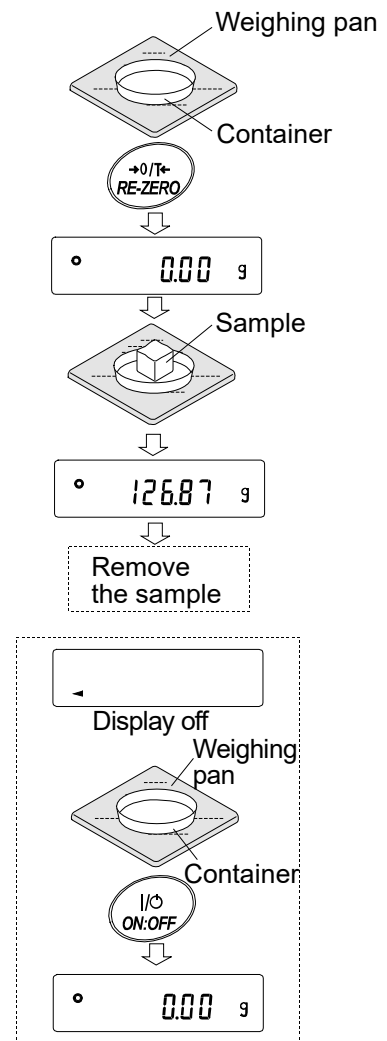 Weighing pan
Container
→0/T←
RE-ZERO
0.00 g
Sample
126.87 g
Remove
the sample
Display off
Weighing
pan
Container
I/⏻
ON:OFF
0.00 g